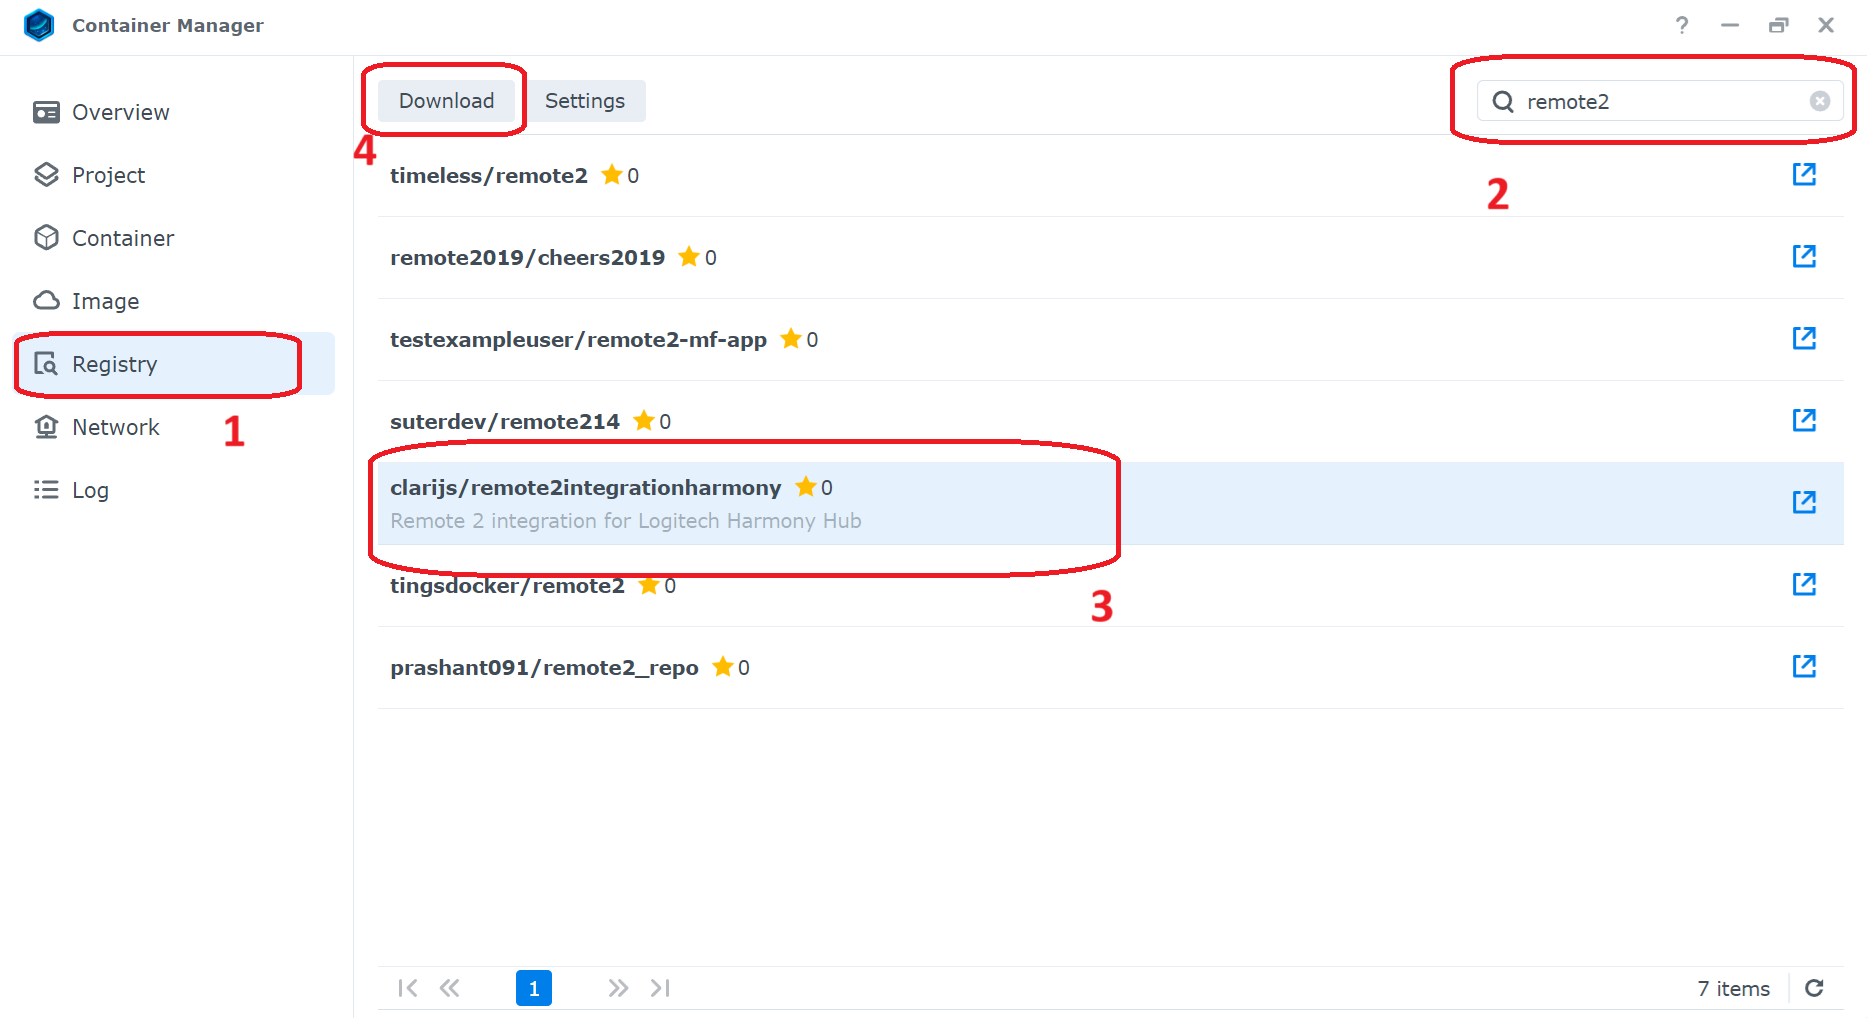 Container Manager
?
Overview
Project
Container
Image
Registry
1
Network
Log
Download
Settings
4
remote2
2
timeless/remote2 0
remote2019/cheers2019 0
testexampleuser/remote2-mf-app 0
suterdev/remote214 0
clarijs/remote2integrationharmony 0
Remote 2 integration for Logitech Harmony Hub
3
tingsdocker/remote2 0
prashant091/remote2_repo 0
1
7 items